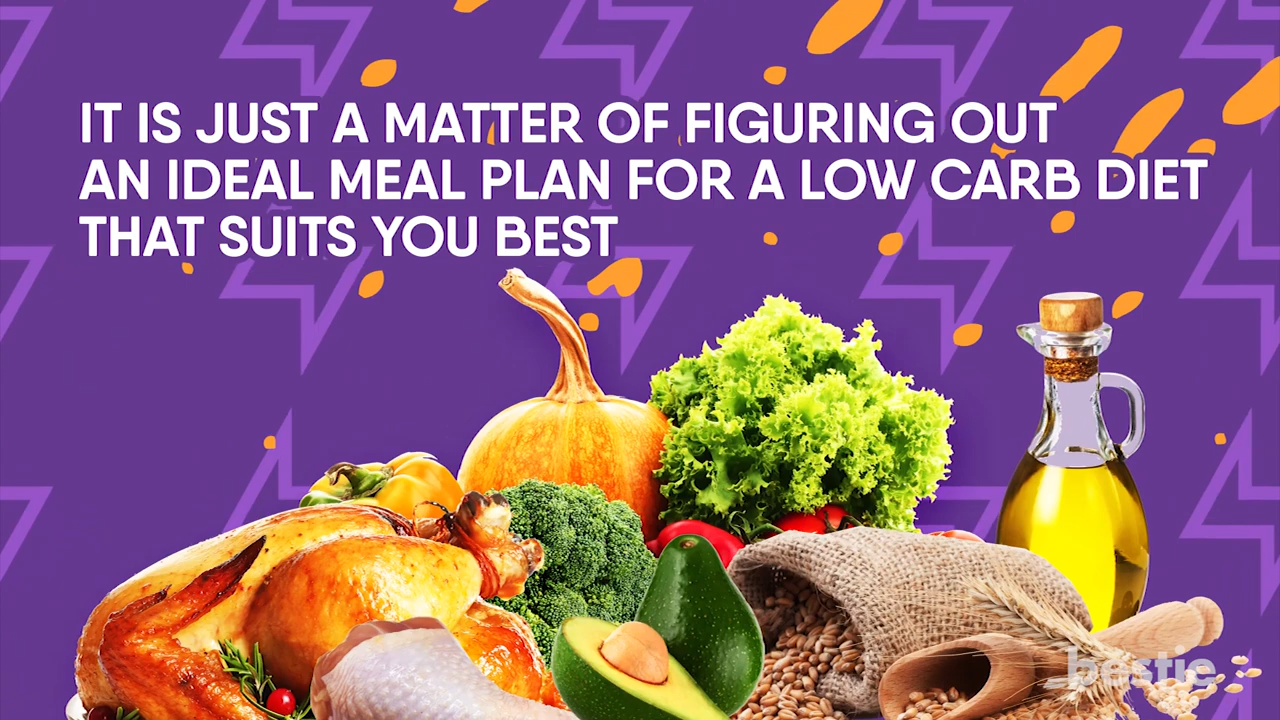 IT IS JUST A MATTER OF FIGURING OUT
AN IDEAL MEAL PLAN FOR A LOW CARB DIET
THAT SUITS YOU BEST
bestie